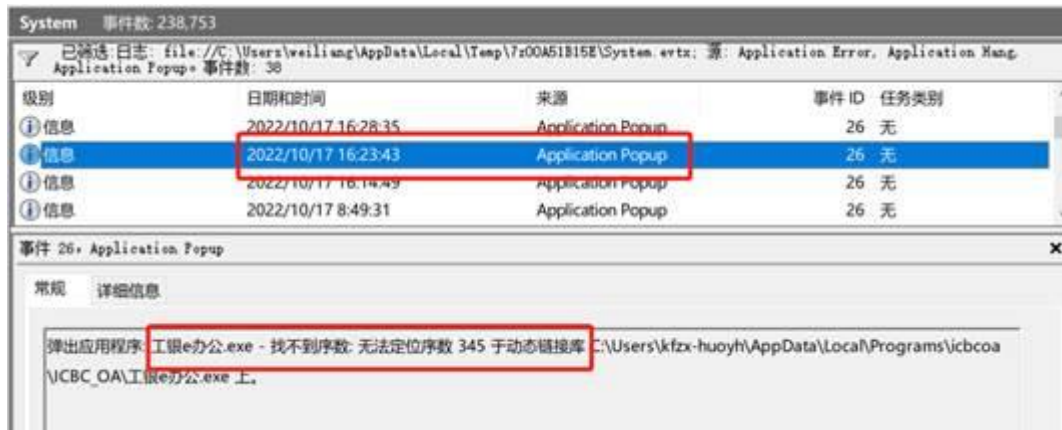 System 事件数: 238,753
已筛选:日志: file://C:\Users\weiliang\AppData\Local\Temp\7z00A51B15E\System.evtx; 源: Application Error, Application Hang,
Application Popup。事件数: 38
级别 日期和时间 来源 事件 ID 任务类别
信息 2022/10/17 16:28:35 Application Popup 26 无
信息 2022/10/17 16:23:43 Application Popup 26 无
信息 2022/10/17 16:14:49 Application Popup 26 无
信息 2022/10/17 8:49:31 Application Popup 26 无
事件 26, Application Popup
常规 详细信息
弹出应用程序: 工银e办公.exe - 找不到序数: 无法定位序数 345 于动态链接库 C:\Users\kfzx-huoyh\AppData\Local\Programs\icbcoa
\ICBC_OA\工银e办公.exe 上。